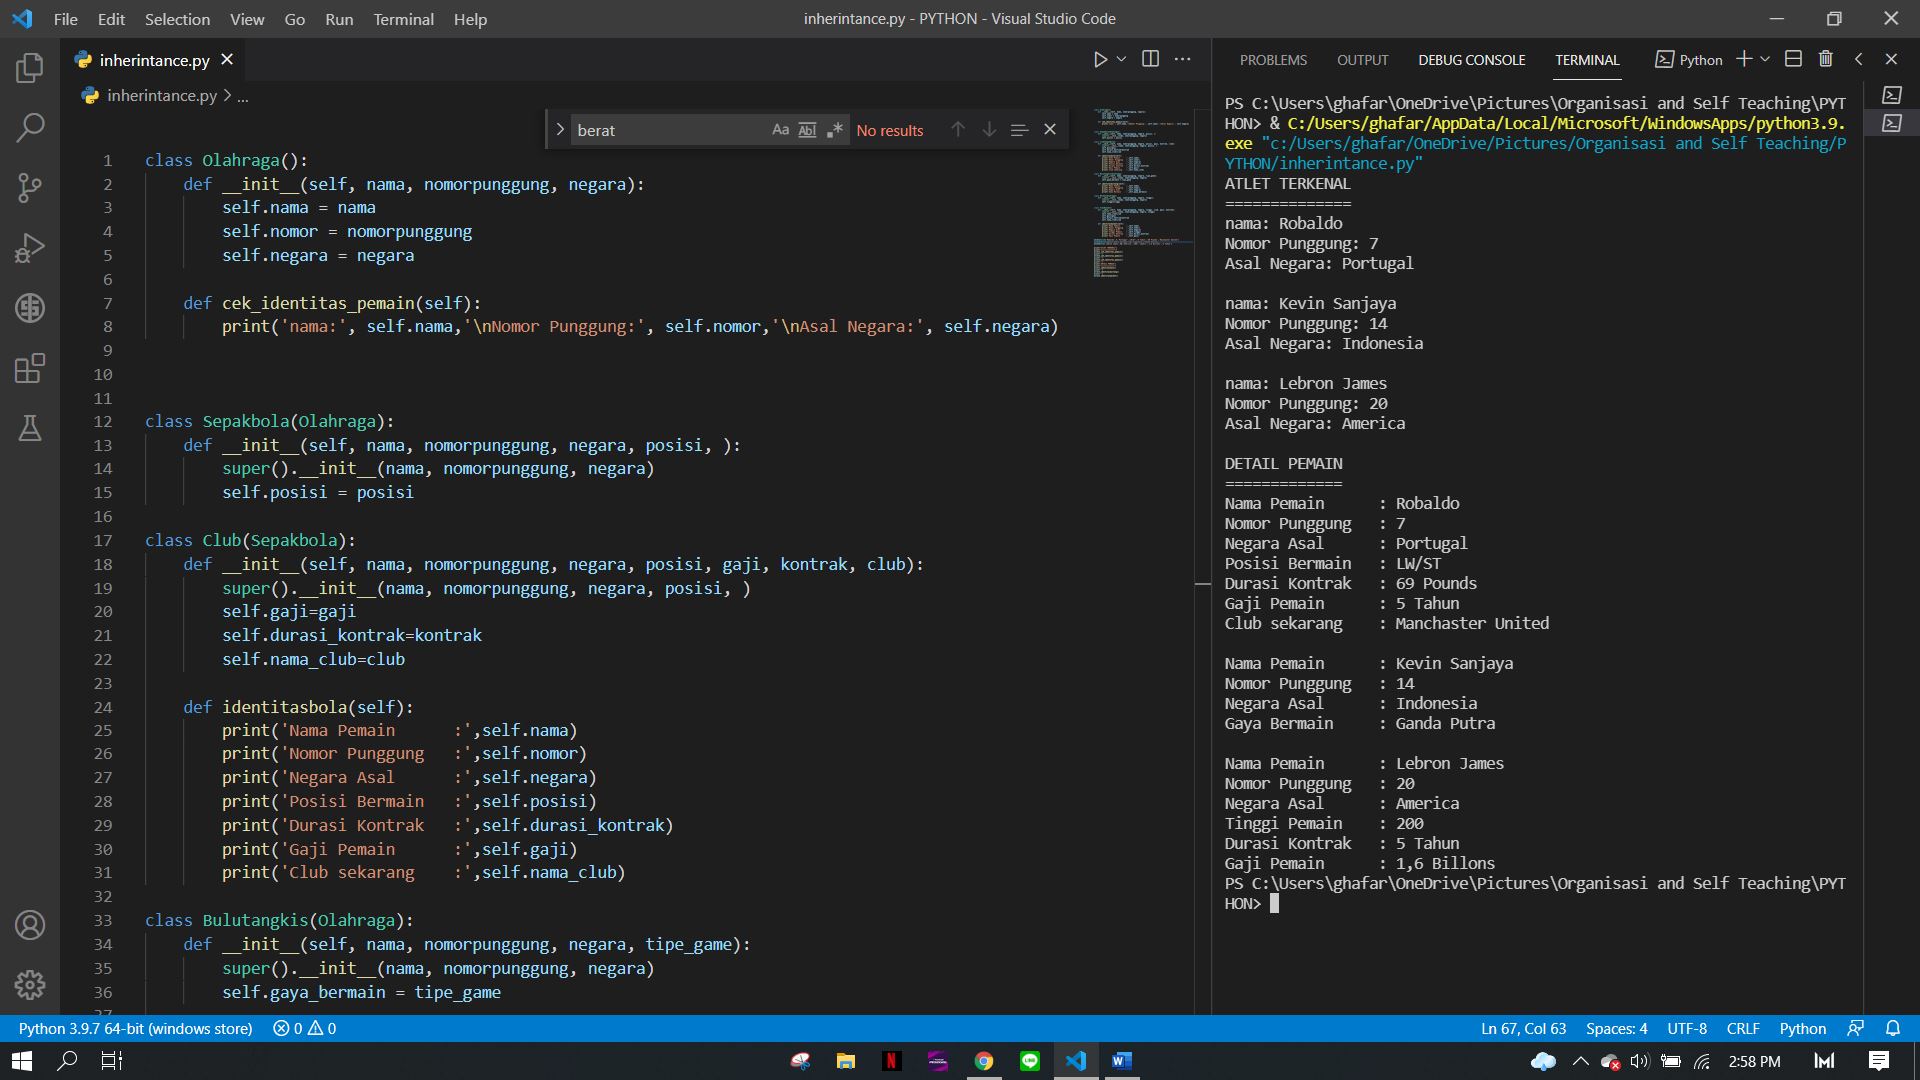 File Edit Selection View Go Run Terminal Help
inherintance.py - PYTHON - Visual Studio Code
inherintance.py
inherintance.py > ...
berat
Aa Abl .* No results
1 class Olahraga():
2 def __init__(self, nama, nomorpunggung, negara):
3 self.nama = nama
4 self.nomor = nomorpunggung
5 self.negara = negara
6
7 def cek_identitas_pemain(self):
8 print('nama:', self.nama,'\nNomor Punggung:', self.nomor,'\nAsal Negara:', self.negara)
9
10
11
12 class Sepakbola(Olahraga):
13 def __init__(self, nama, nomorpunggung, negara, posisi, ):
14 super().__init__(nama, nomorpunggung, negara)
15 self.posisi = posisi
16
17 class Club(Sepakbola):
18 def __init__(self, nama, nomorpunggung, negara, posisi, gaji, kontrak, club):
19 super().__init__(nama, nomorpunggung, negara, posisi, )
20 self.gaji=gaji
21 self.durasi_kontrak=kontrak
22 self.nama_club=club
23
24 def identitasbola(self):
25 print('Nama Pemain      :',self.nama)
26 print('Nomor Punggung   :',self.nomor)
27 print('Negara Asal      :',self.negara)
28 print('Posisi Bermain   :',self.posisi)
29 print('Durasi Kontrak   :',self.durasi_kontrak)
30 print('Gaji Pemain      :',self.gaji)
31 print('Club sekarang    :',self.nama_club)
32
33 class Bulutangkis(Olahraga):
34 def __init__(self, nama, nomorpunggung, negara, tipe_game):
35 super().__init__(nama, nomorpunggung, negara)
36 self.gaya_bermain = tipe_game
37
PROBLEMS OUTPUT DEBUG CONSOLE TERMINAL Python
PS C:\Users\ghafar\OneDrive\Pictures\Organisasi and Self Teaching\PYT
HON> & C:/Users/ghafar/AppData/Local/Microsoft/WindowsApps/python3.9.
exe "c:/Users/ghafar/OneDrive/Pictures/Organisasi and Self Teaching/P
YTHON/inherintance.py"
ATLET TERKENAL
==============
nama: Robaldo
Nomor Punggung: 7
Asal Negara: Portugal
nama: Kevin Sanjaya
Nomor Punggung: 14
Asal Negara: Indonesia
nama: Lebron James
Nomor Punggung: 20
Asal Negara: America
DETAIL PEMAIN
=============
Nama Pemain      : Robaldo
Nomor Punggung   : 7
Negara Asal      : Portugal
Posisi Bermain   : LW/ST
Durasi Kontrak   : 69 Pounds
Gaji Pemain      : 5 Tahun
Club sekarang    : Manchaster United
Nama Pemain      : Kevin Sanjaya
Nomor Punggung   : 14
Negara Asal      : Indonesia
Gaya Bermain     : Ganda Putra
Nama Pemain      : Lebron James
Nomor Punggung   : 20
Negara Asal      : America
Tinggi Pemain    : 200
Durasi Kontrak   : 5 Tahun
Gaji Pemain      : 1,6 Billons
PS C:\Users\ghafar\OneDrive\Pictures\Organisasi and Self Teaching\PYT
HON>
Python 3.9.7 64-bit (windows store) 0 0
Ln 67, Col 63 Spaces: 4 UTF-8 CRLF Python
2:58 PM